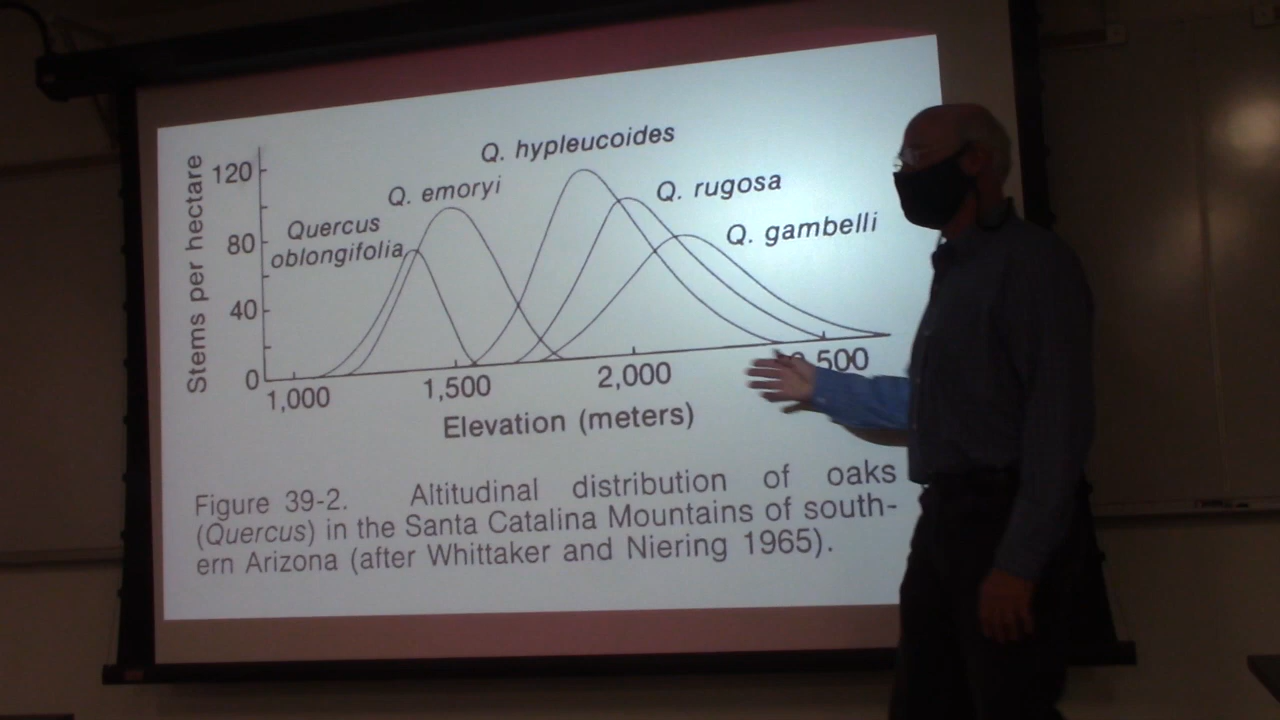 Stems per hectare
120
80
40
0
Quercus
oblongifolia
Q. emoryi
Q. hypleucoides
Q. rugosa
Q. gambelli
1,000
1,500
2,000
2,500
Elevation (meters)
Figure 39-2. Altitudinal distribution of oaks
(Quercus) in the Santa Catalina Mountains of south-
ern Arizona (after Whittaker and Niering 1965).